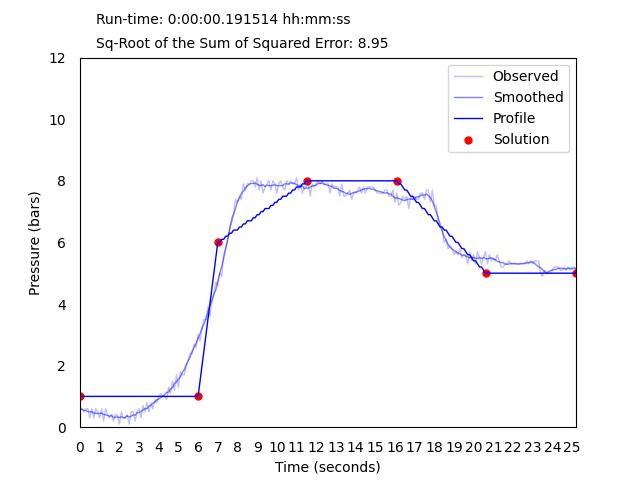 Run-time: 0:00:00.191514 hh:mm:ss
Sq-Root of the Sum of Squared Error: 8.95
12
10
8
6
4
2
0
Pressure (bars)
Observed
Smoothed
Profile
Solution
0 1 2 3 4 5 6 7 8 9 10 11 12 13 14 15 16 17 18 19 20 21 22 23 24 25
Time (seconds)